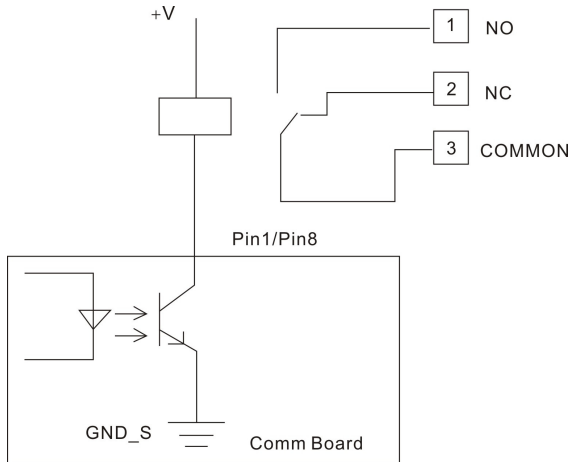 +V
1 NO
2 NC
3 COMMON
Pin1/Pin8
GND_S
Comm Board